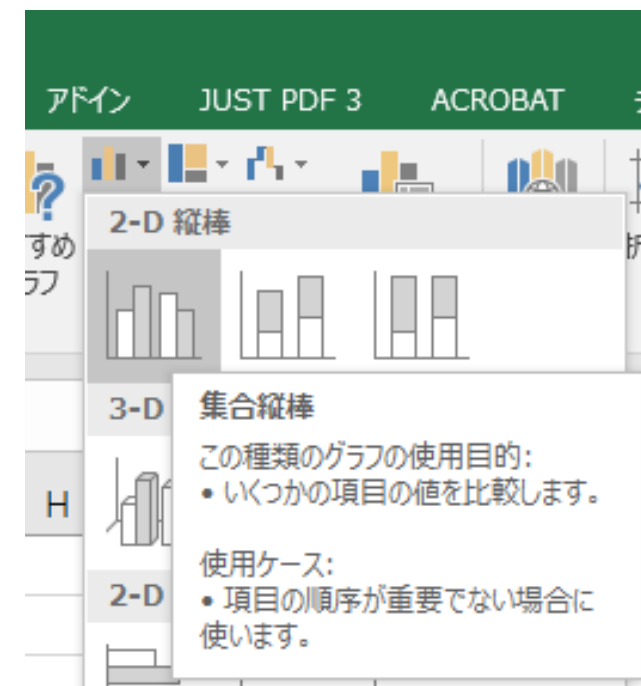 アドイン JUST PDF 3 ACROBAT
すめ
ラフ
2-D 縦棒
3-D
集合縦棒
この種類のグラフの使用目的:
• いくつかの項目の値を比較します。
H
使用ケース:
2-D
• 項目の順序が重要でない場合に
使います。